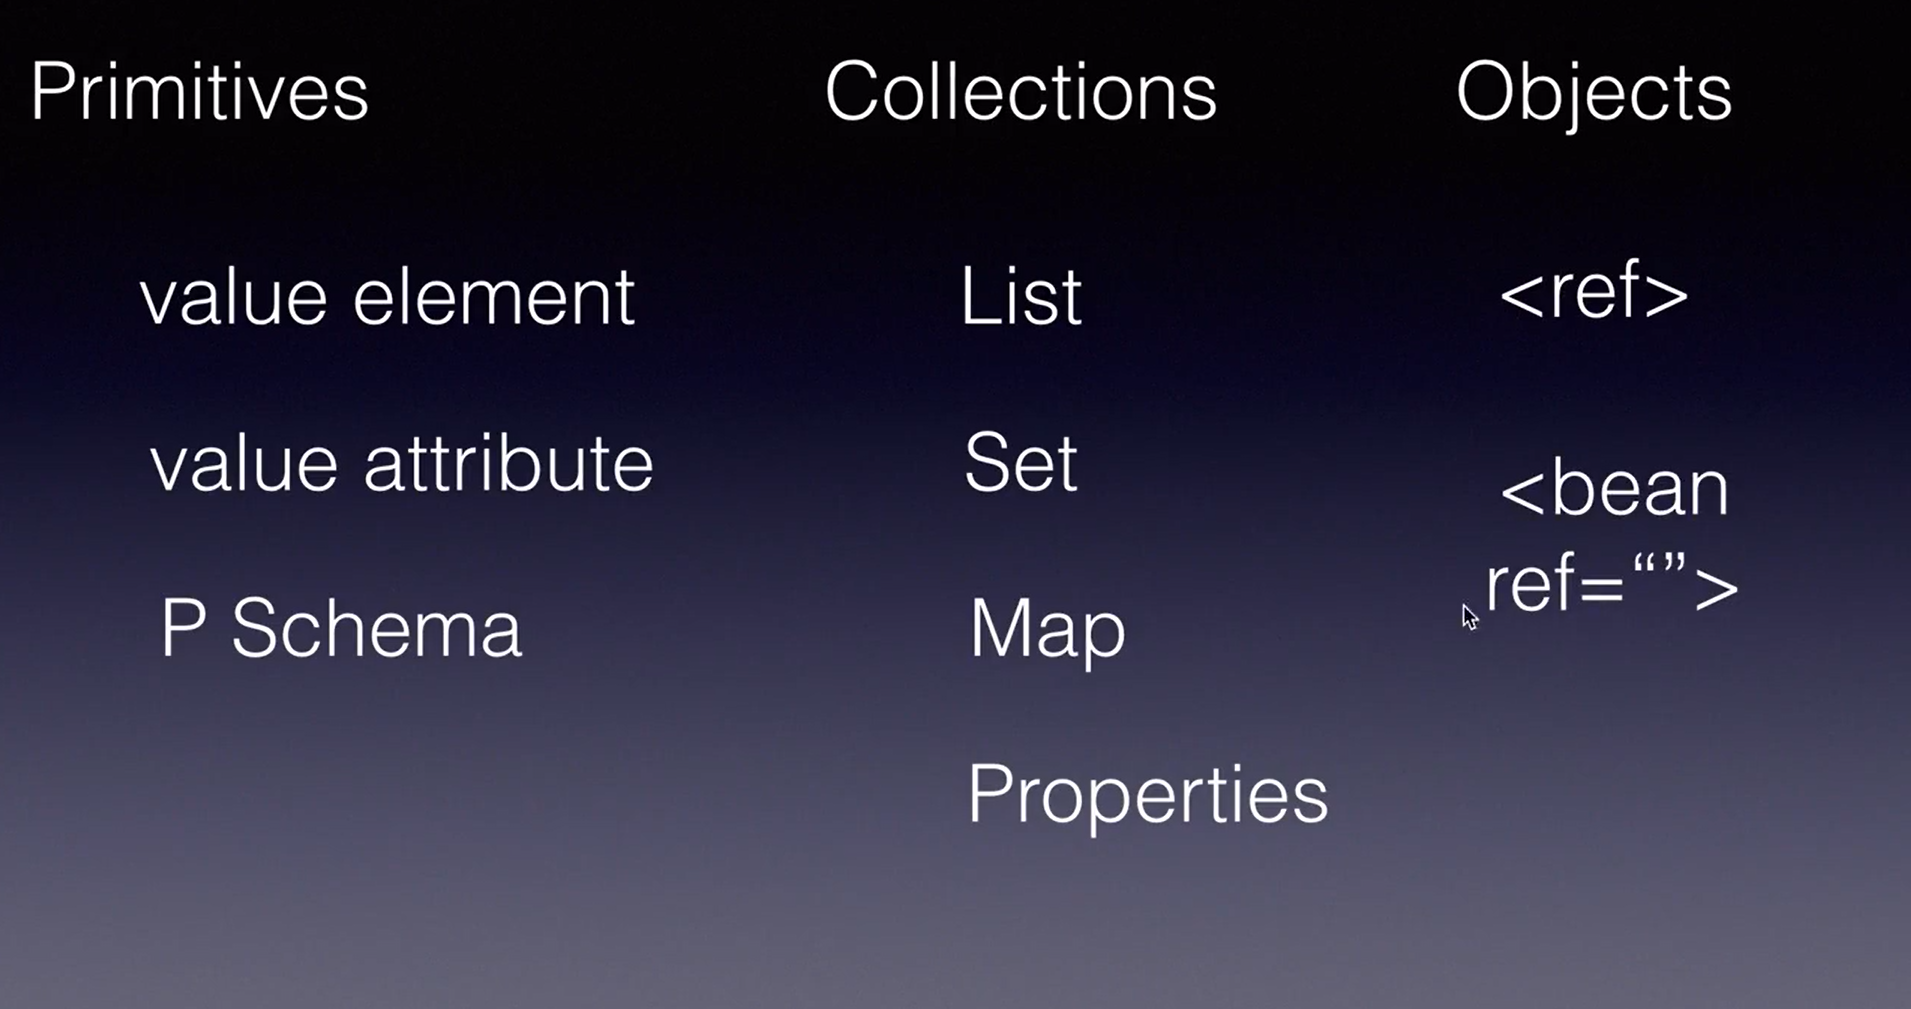 Primitives
value element
value attribute
P Schema
Collections
List
Set
Map
Properties
Objects
<ref>
<bean
ref=“”>